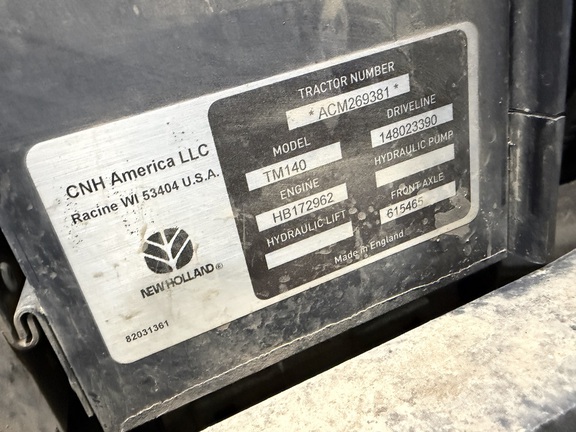 CNH America LLC
Racine WI 53404 U.S.A.
NEW HOLLAND®
82031361
TRACTOR NUMBER
* ACM269381 *
MODEL
TM140
DRIVELINE
148023390
ENGINE
HB172962
HYDRAULIC PUMP
HYDRAULIC LIFT
FRONT AXLE
615465
Made in England